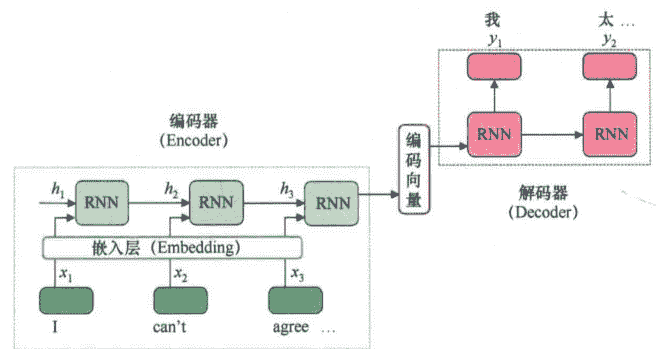 我 太 …
y₁ y₂
RNN RNN
解码器
(Decoder)
编码向量
编码器
(Encoder)
h₁ h₂ h₃
RNN RNN RNN
嵌入层 (Embedding)
x₁ x₂ x₃
I can't agree …